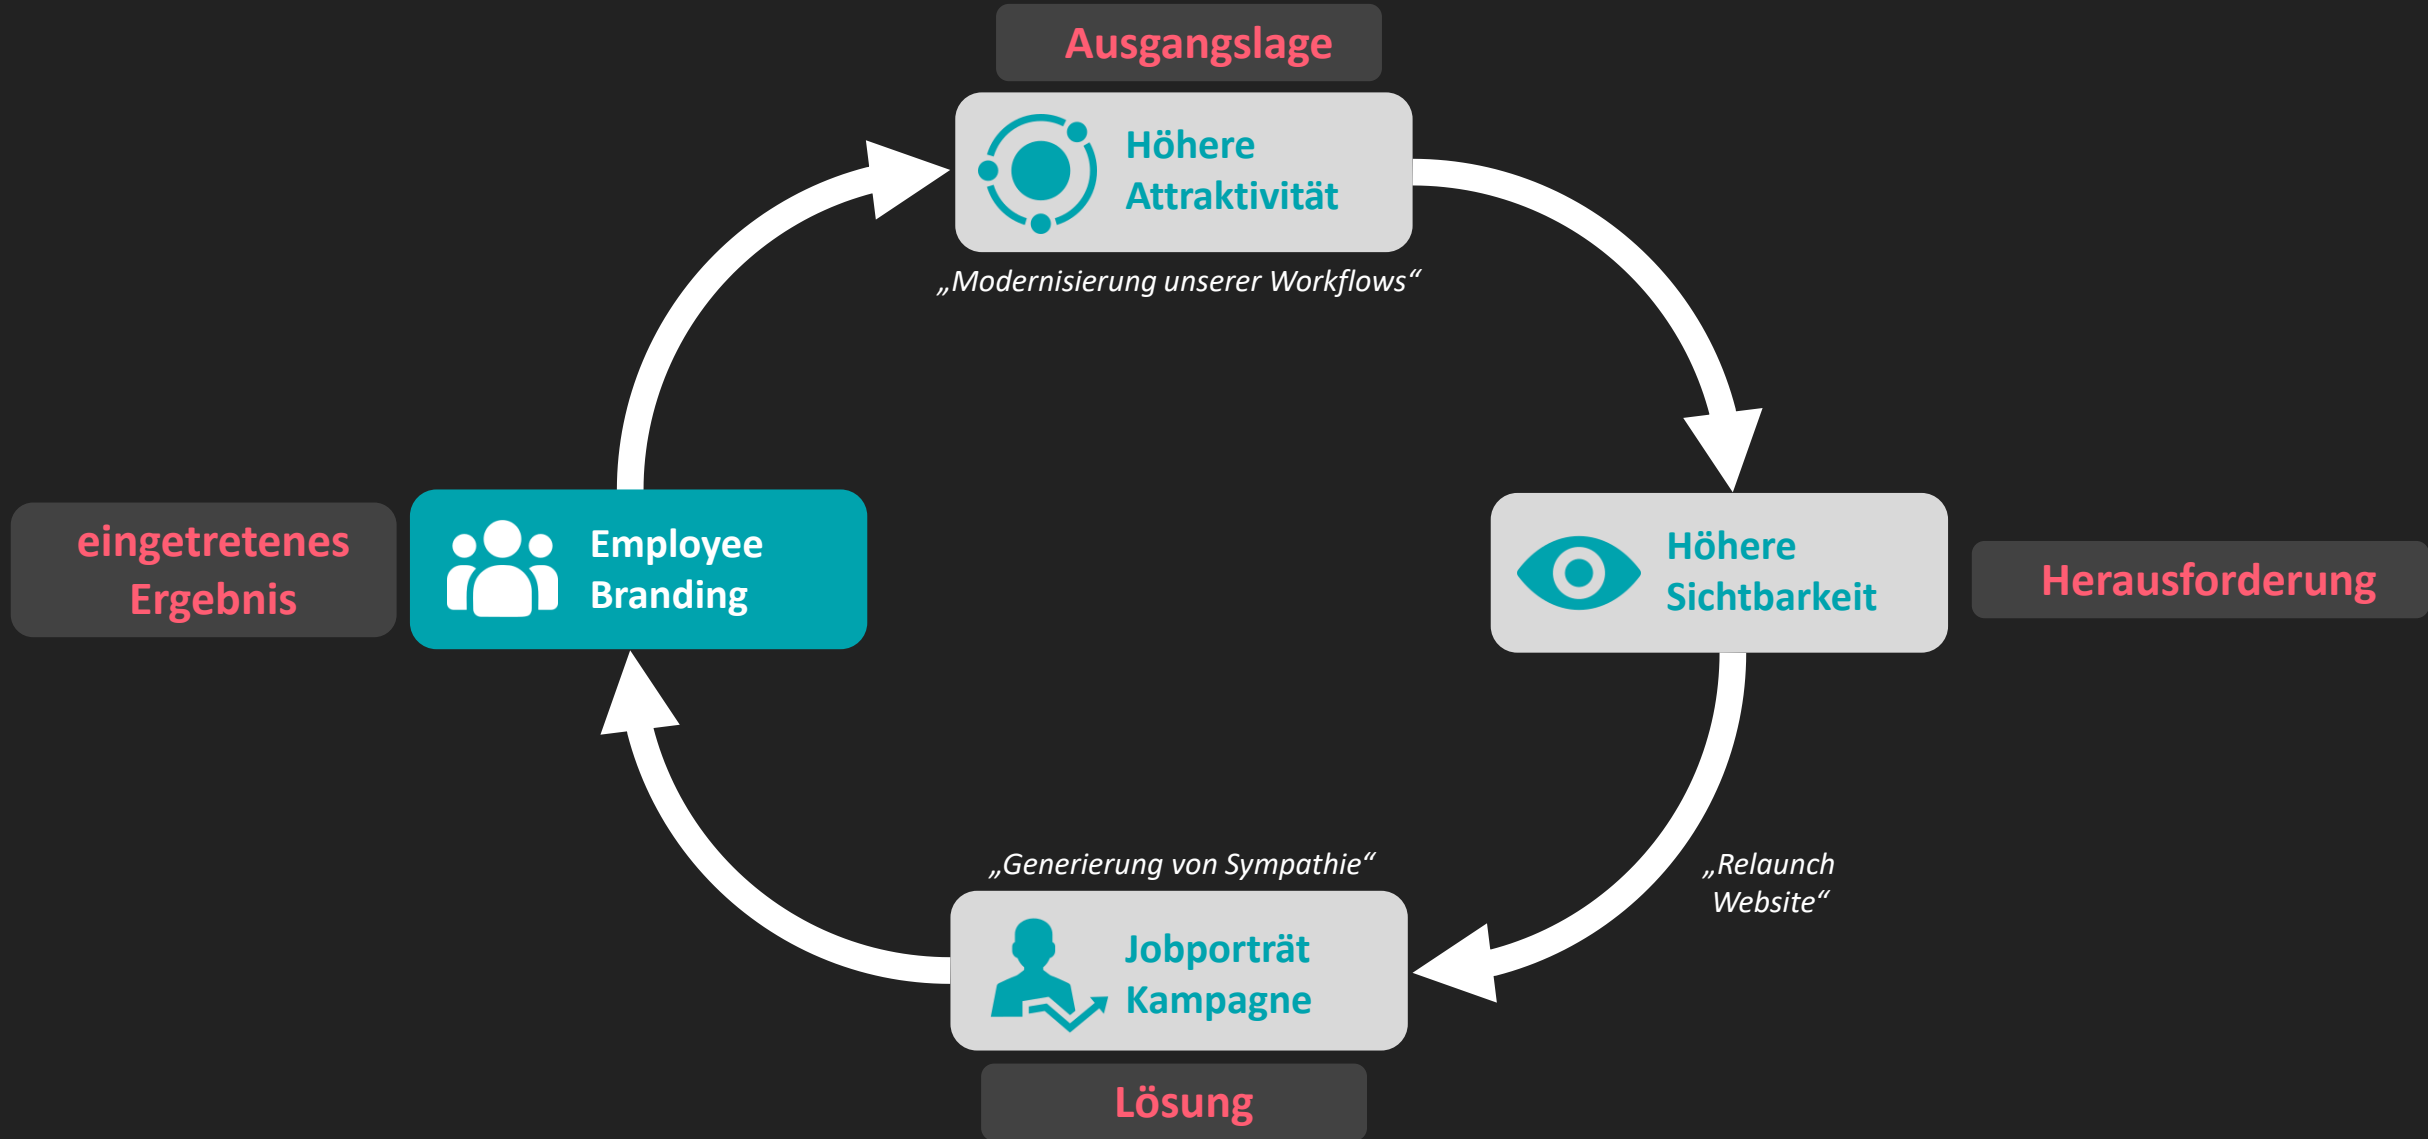 Ausgangslage
Höhere
Attraktivität
„Modernisierung unserer Workflows“
eingetretenes
Ergebnis
Employee
Branding
Höhere
Sichtbarkeit
Herausforderung
„Generierung von Sympathie“
„Relaunch
Website“
Jobporträt
Kampagne
Lösung